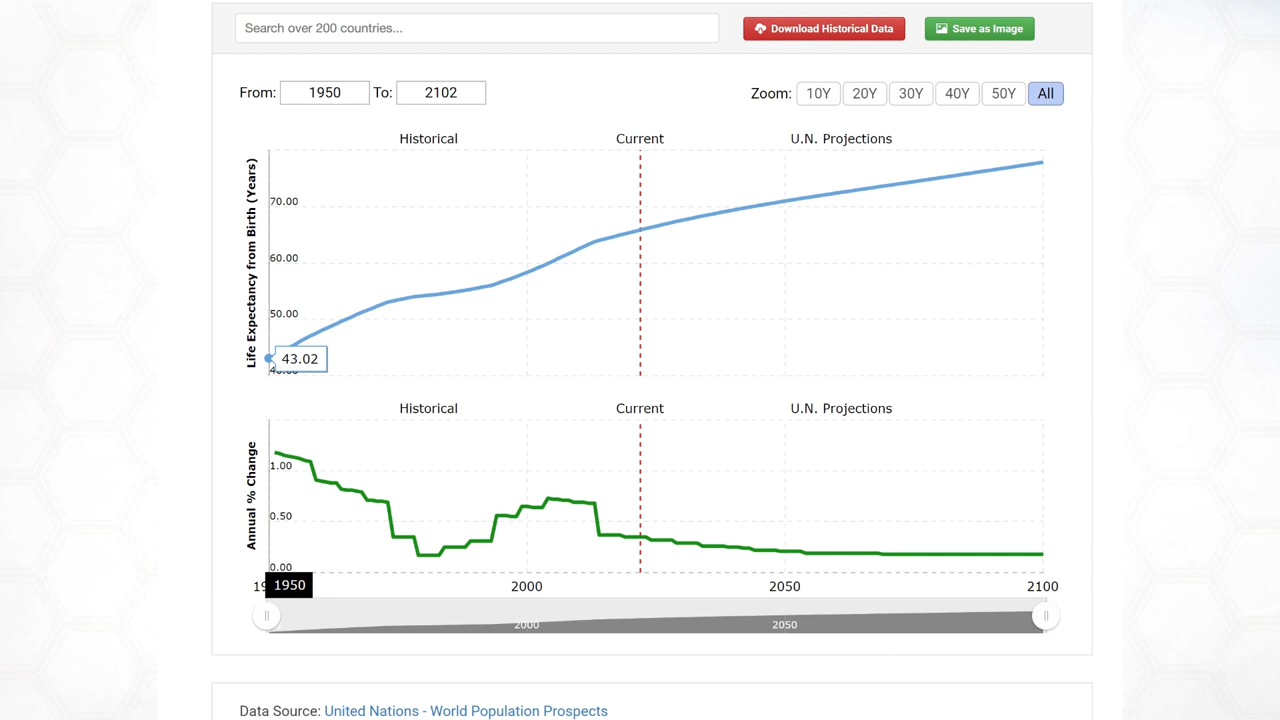 Search over 200 countries...
Download Historical Data
Save as Image
From: 1950 To: 2102
Zoom: 10Y 20Y 30Y 40Y 50Y All
Historical Current U.N. Projections
Life Expectancy from Birth (Years)
70.00
60.00
50.00
43.02
Historical Current U.N. Projections
Annual % Change
1.00
0.50
0.00
1950 2000 2050 2100
2000 2050
Data Source: United Nations - World Population Prospects